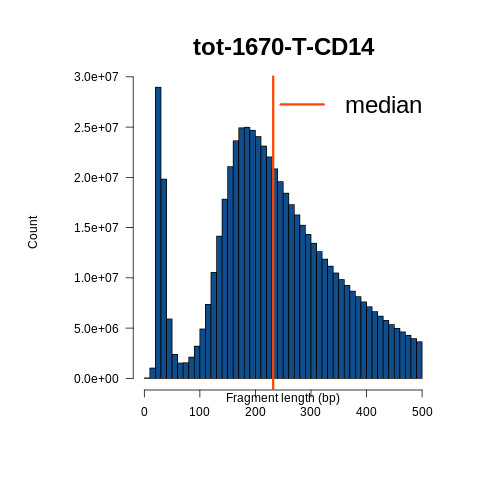 tot-1670-T-CD14
median
3.0e+07
2.5e+07
2.0e+07
1.5e+07
1.0e+07
5.0e+06
0.0e+00
Count
Fragment length (bp)
0 100 200 300 400 500